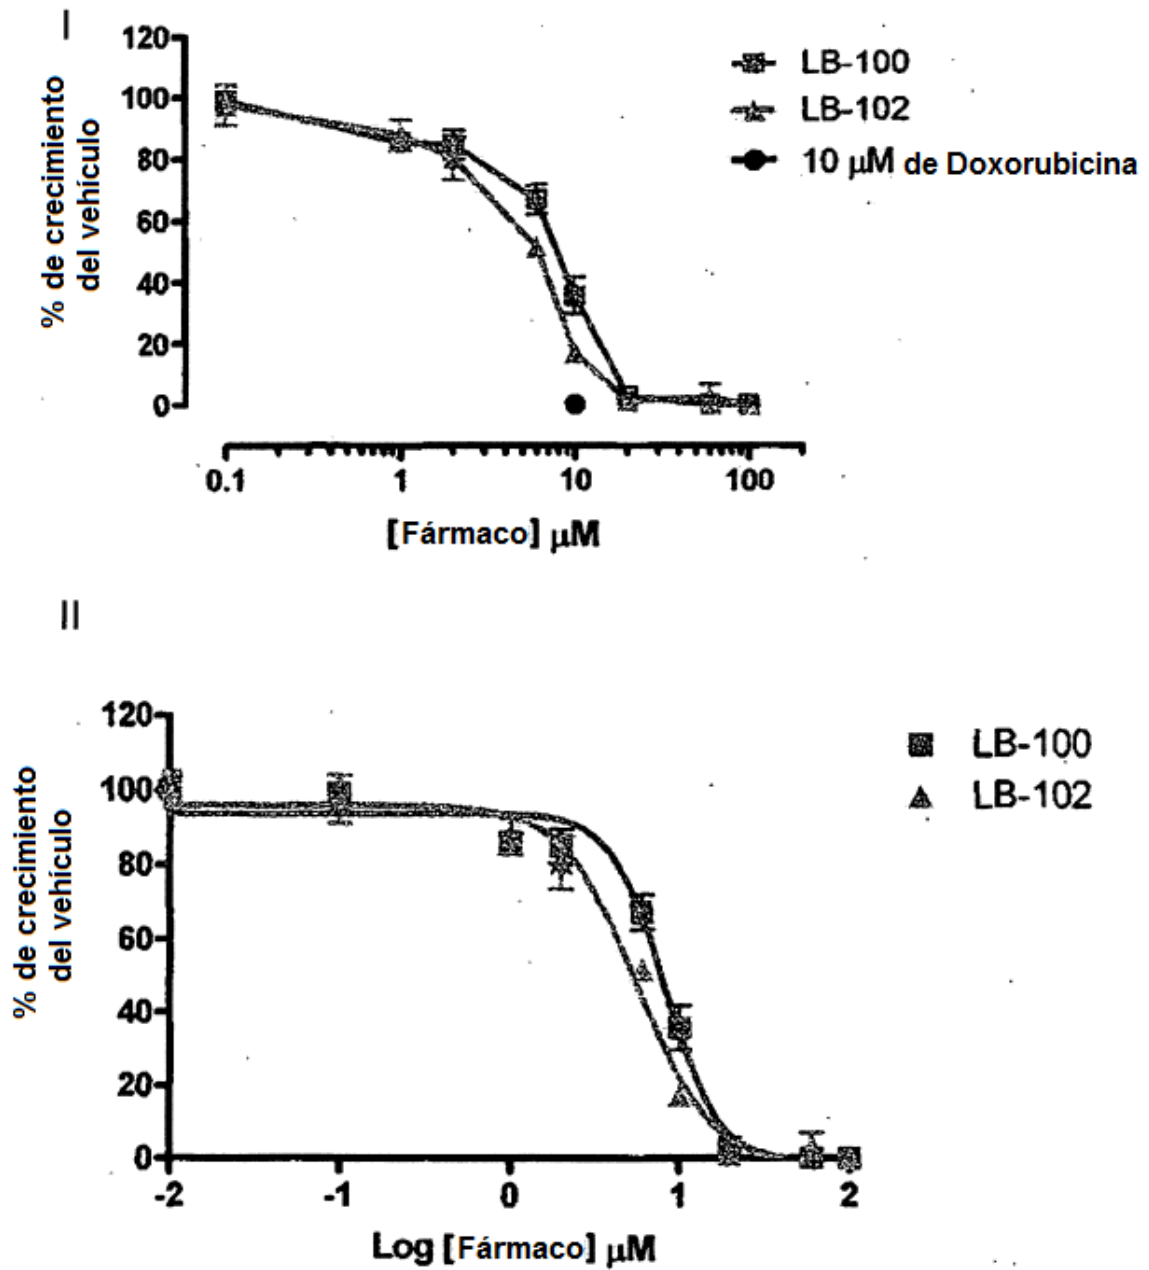 I
120
100
80
60
40
20
0
% de crecimiento
del vehículo
LB-100
LB-102
10 μM de Doxorubicina
0.1 1 10 100
[Fármaco] μM
II
120
100
80
60
40
20
0
% de crecimiento
del vehículo
LB-100
LB-102
-2 -1 0 1 2
Log [Fármaco] μM